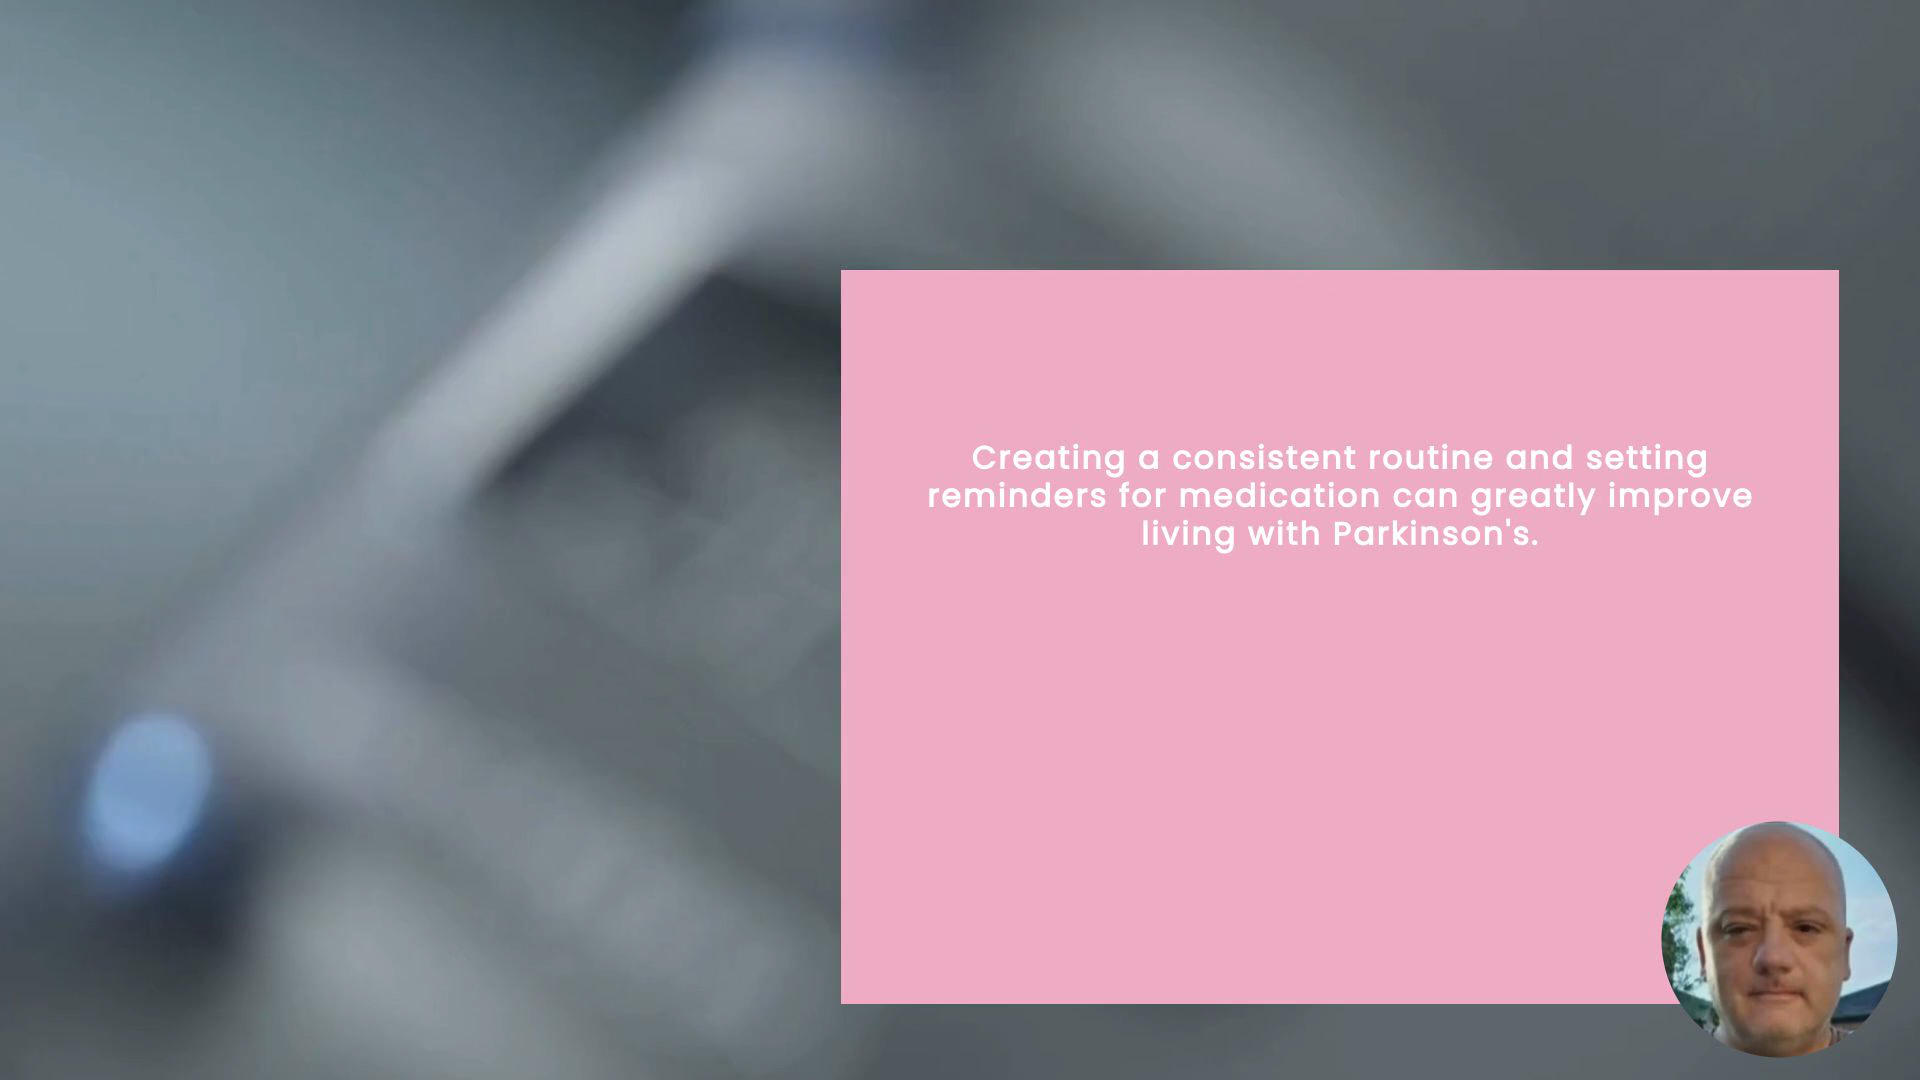 Creating a consistent routine and setting
reminders for medication can greatly improve
living with Parkinson's.